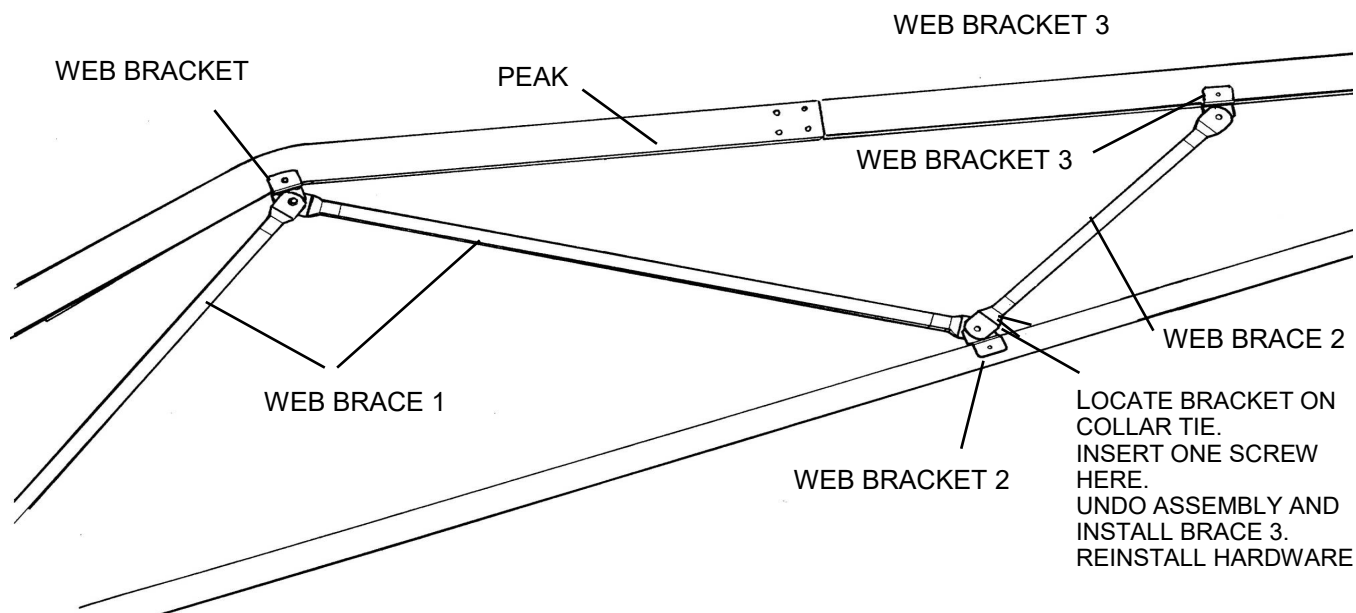 WEB BRACKET 3
WEB BRACKET
PEAK
WEB BRACKET 3
WEB BRACE 2
WEB BRACE 1
LOCATE BRACKET ON
COLLAR TIE.
INSERT ONE SCREW
HERE.
UNDO ASSEMBLY AND
INSTALL BRACE 3.
REINSTALL HARDWARE
WEB BRACKET 2